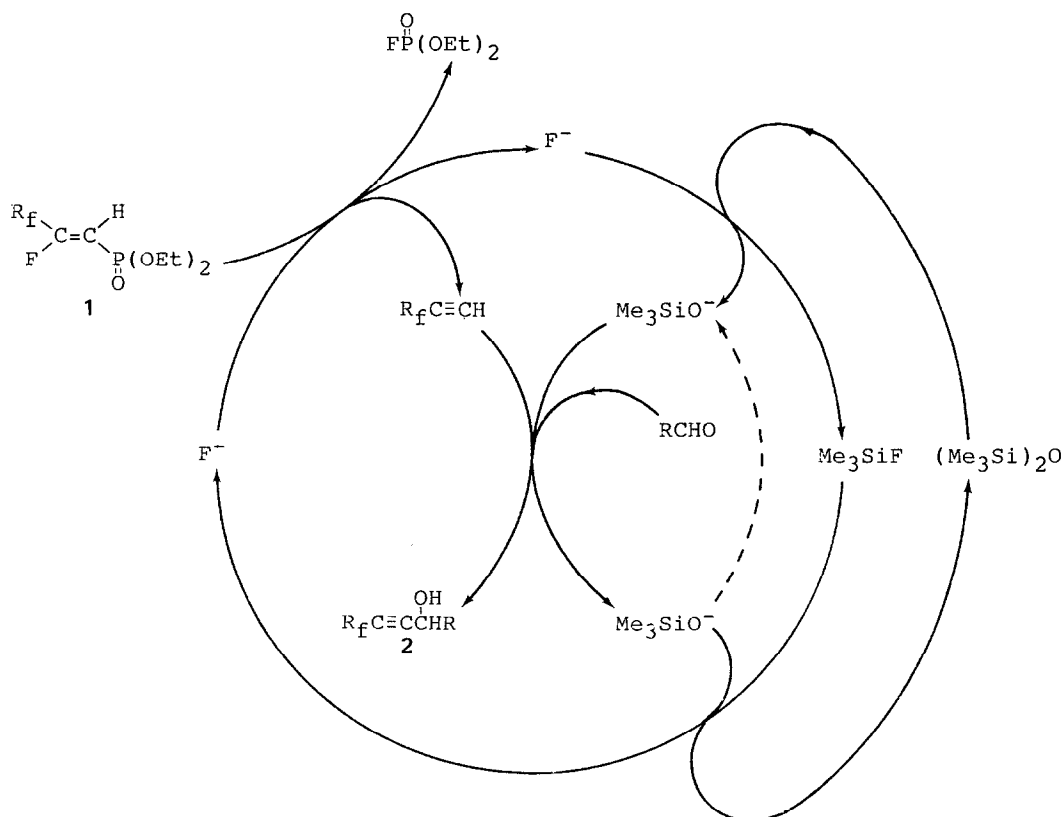 O
FP(OEt)2
F−
Rf
H
C=C
F
P(OEt)2
O
1
RfC≡CH
Me3SiO−
RCHO
F−
Me3SiF
(Me3Si)2O
OH
RfC≡CCHR
2
Me3SiO−